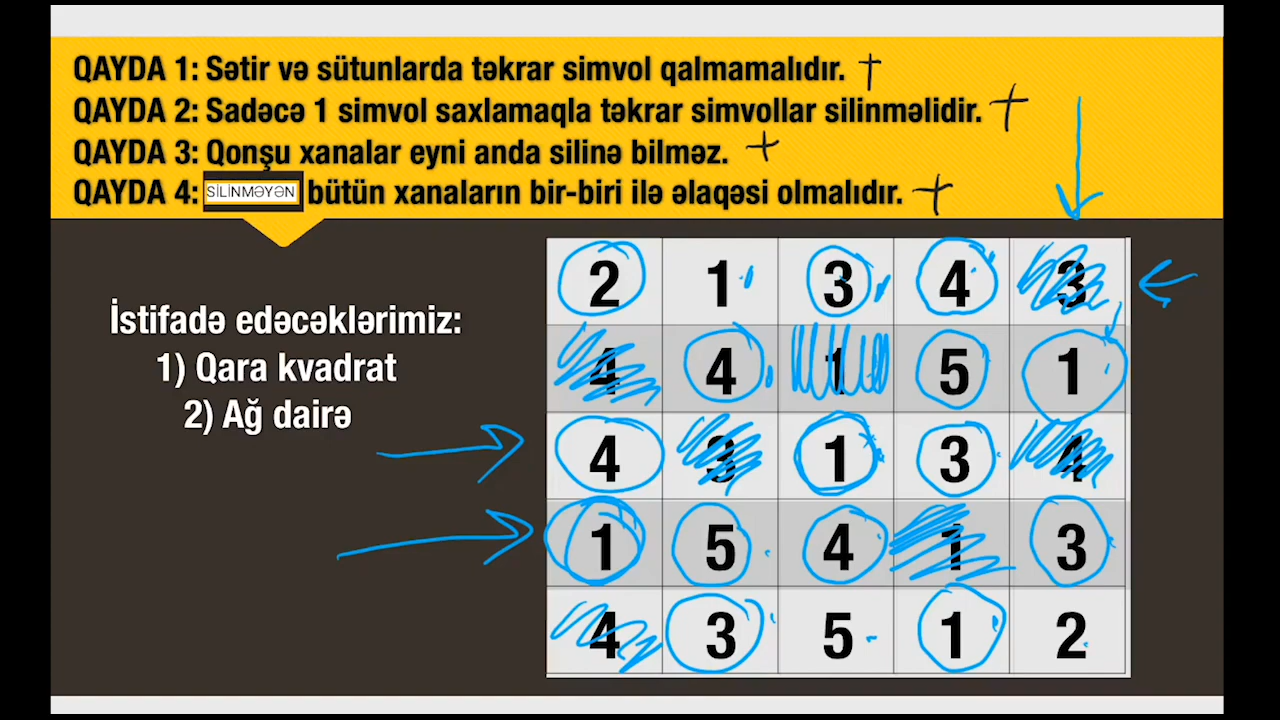 QAYDA 1: Sətir və sütunlarda təkrar simvol qalmamalıdır.
QAYDA 2: Sadəcə 1 simvol saxlamaqla təkrar simvollar silinməlidir.
QAYDA 3: Qonşu xanalar eyni anda silinə bilməz.
QAYDA 4: SİLİNMƏYƏN bütün xanaların bir-biri ilə əlaqəsi olmalıdır.
İstifadə edəcəklərimiz:
1) Qara kvadrat
2) Ağ dairə
2 1 3 4 3
4 4 1 5 1
4 3 1 3 4
1 5 4 1 3
4 3 5 1 2